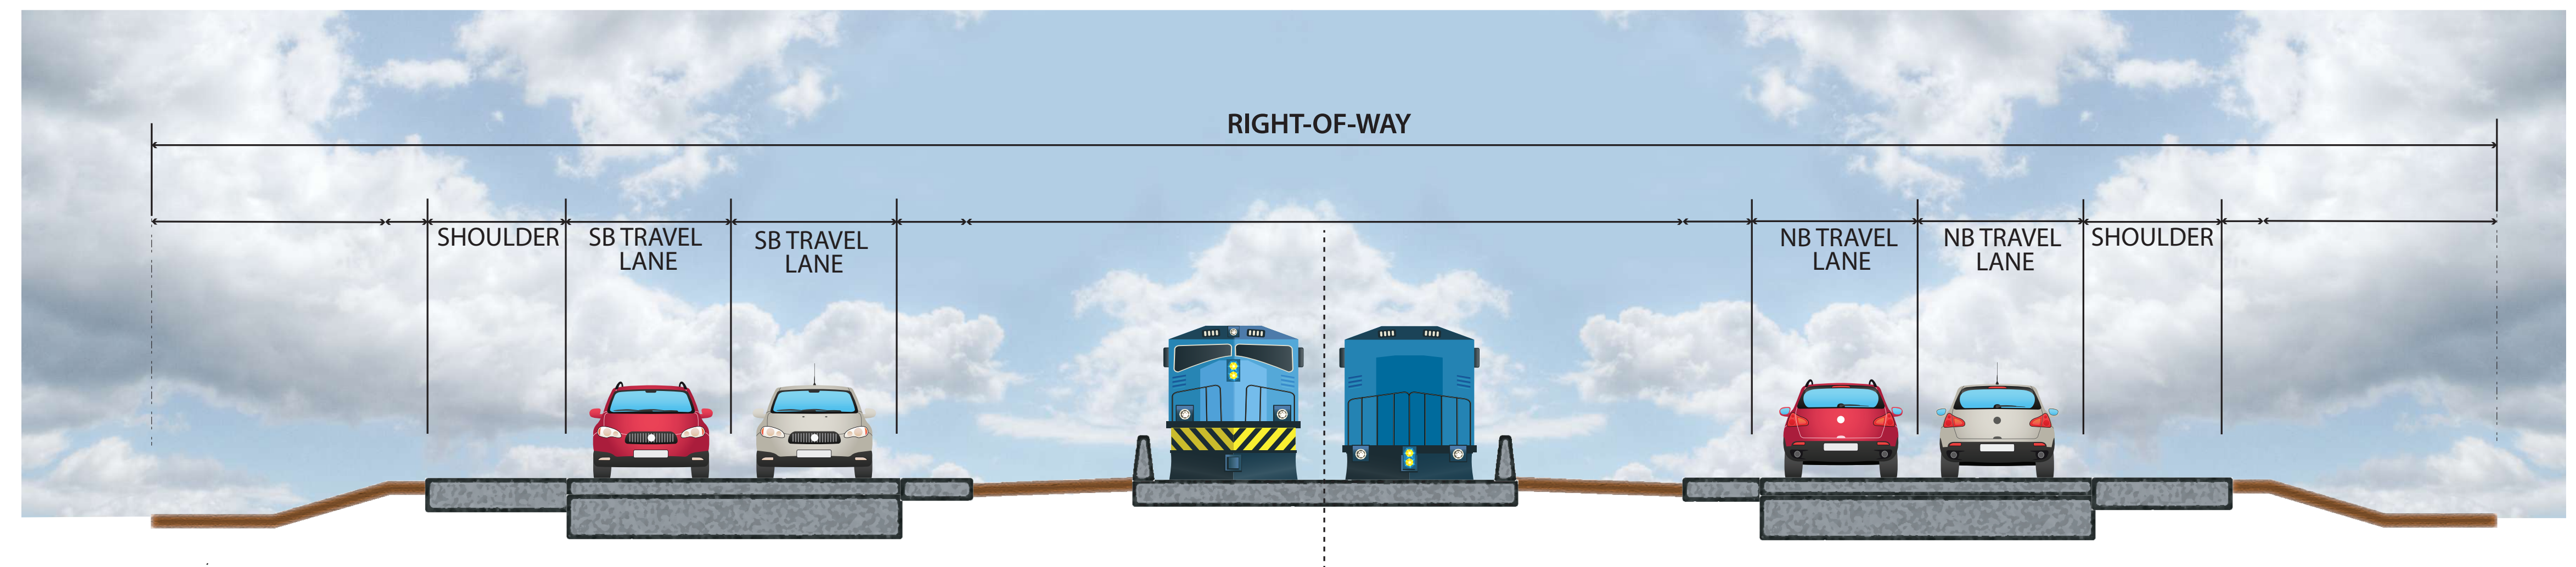 RIGHT-OF-WAY
SHOULDER
SB TRAVEL
LANE
SB TRAVEL
LANE
NB TRAVEL
LANE
NB TRAVEL
LANE
SHOULDER